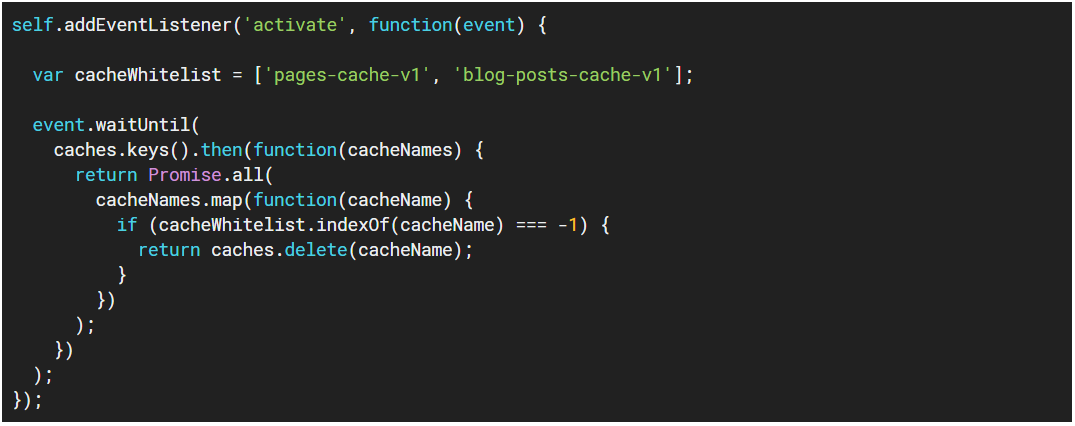 self.addEventListener('activate', function(event) {

  var cacheWhitelist = ['pages-cache-v1', 'blog-posts-cache-v1'];

  event.waitUntil(
    caches.keys().then(function(cacheNames) {
      return Promise.all(
        cacheNames.map(function(cacheName) {
          if (cacheWhitelist.indexOf(cacheName) === -1) {
            return caches.delete(cacheName);
          }
        })
      );
    })
  );
});